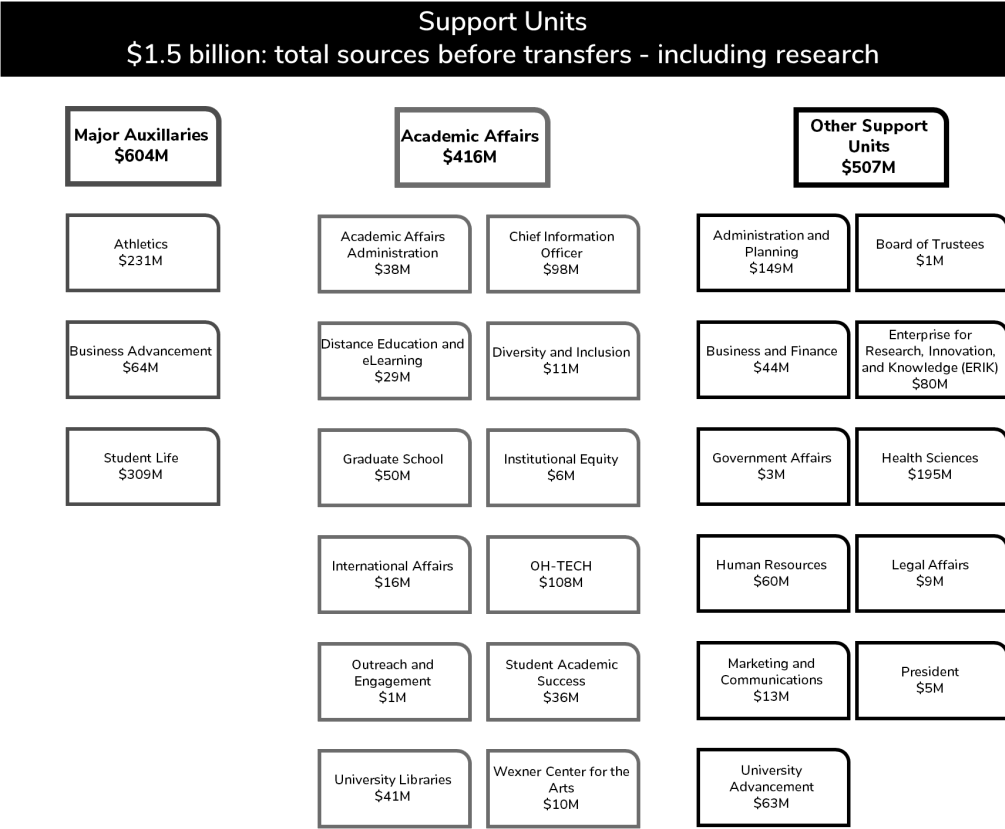 Support Units
$1.5 billion: total sources before transfers - including research
Major Auxillaries
$604M
Athletics
$231M
Business Advancement
$64M
Student Life
$309M
Academic Affairs
$416M
Academic Affairs
Administration
$38M
Chief Information
Officer
$98M
Distance Education and
eLearning
$29M
Diversity and Inclusion
$11M
Graduate School
$50M
Institutional Equity
$6M
International Affairs
$16M
OH-TECH
$108M
Outreach and
Engagement
$1M
Student Academic
Success
$36M
University Libraries
$41M
Wexner Center for the
Arts
$10M
Other Support
Units
$507M
Administration and
Planning
$149M
Board of Trustees
$1M
Business and Finance
$44M
Enterprise for
Research, Innovation,
and Knowledge (ERIK)
$80M
Government Affairs
$3M
Health Sciences
$195M
Human Resources
$60M
Legal Affairs
$9M
Marketing and
Communications
$13M
President
$5M
University
Advancement
$63M